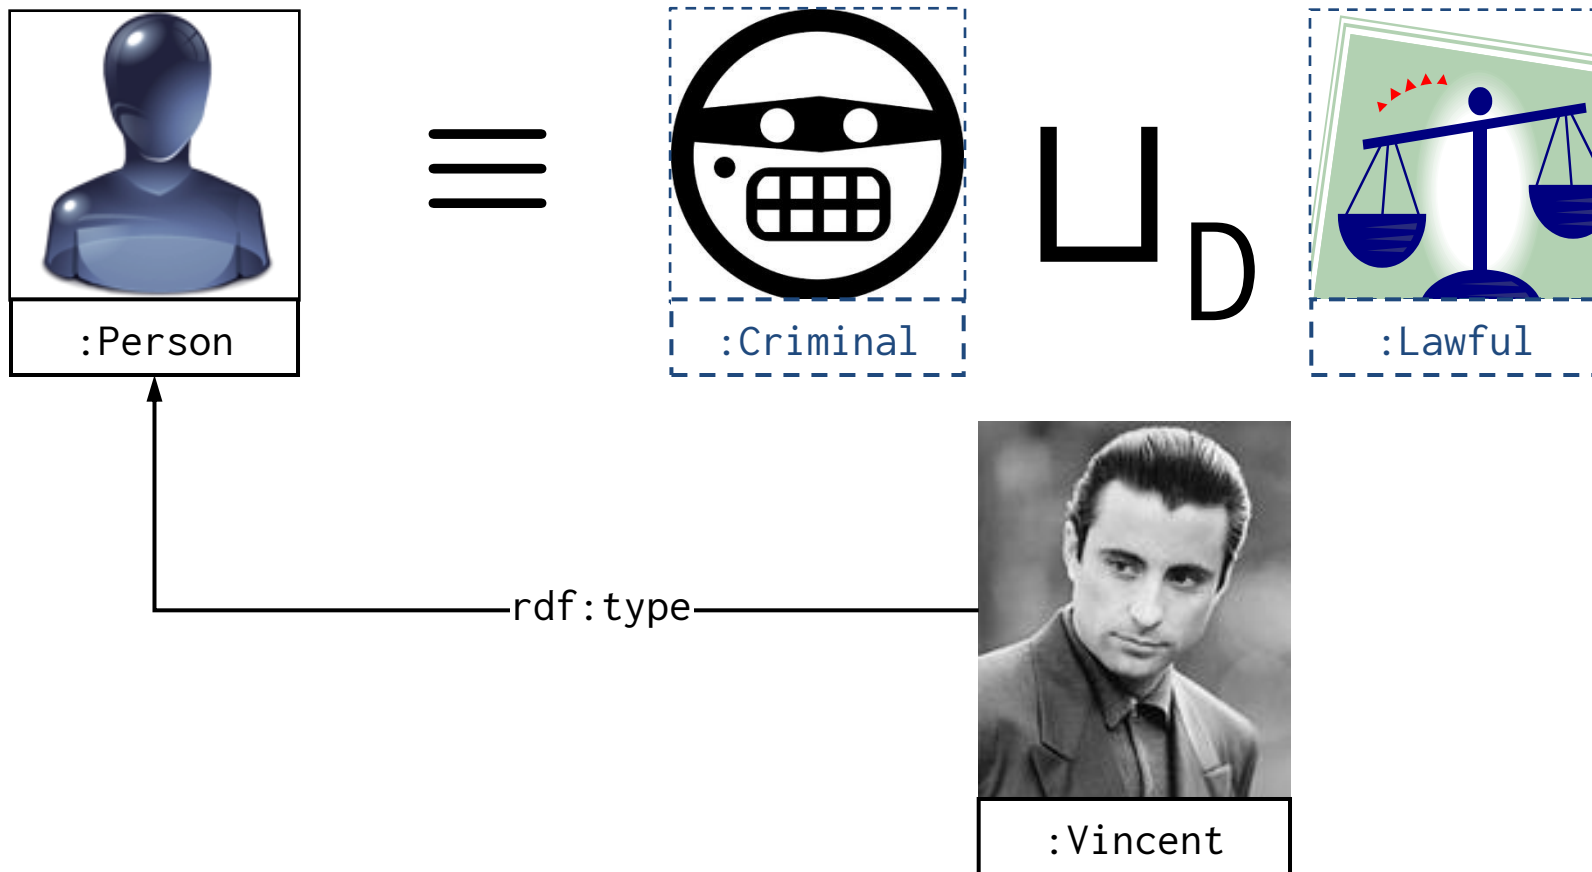 ≡
⊔D
:Person
:Criminal
:Lawful
rdf:type
:Vincent